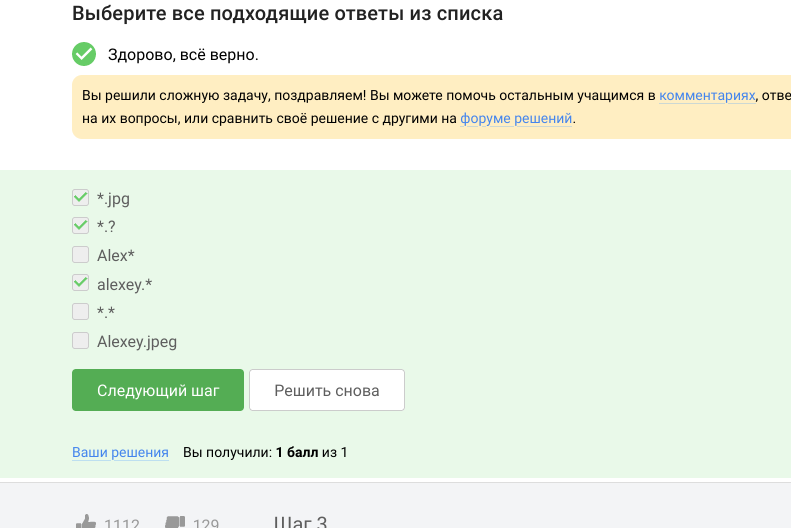 Выберите все подходящие ответы из списка
Здорово, всё верно.
Вы решили сложную задачу, поздравляем! Вы можете помочь остальным учащимся в комментариях, отве
на их вопросы, или сравнить своё решение с другими на форуме решений.
*.jpg
*.?
Alex*
alexey.*
*.*
Alexey.jpeg
Следующий шаг Решить снова
Ваши решения Вы получили: 1 балл из 1
1112 129 Шаг 3